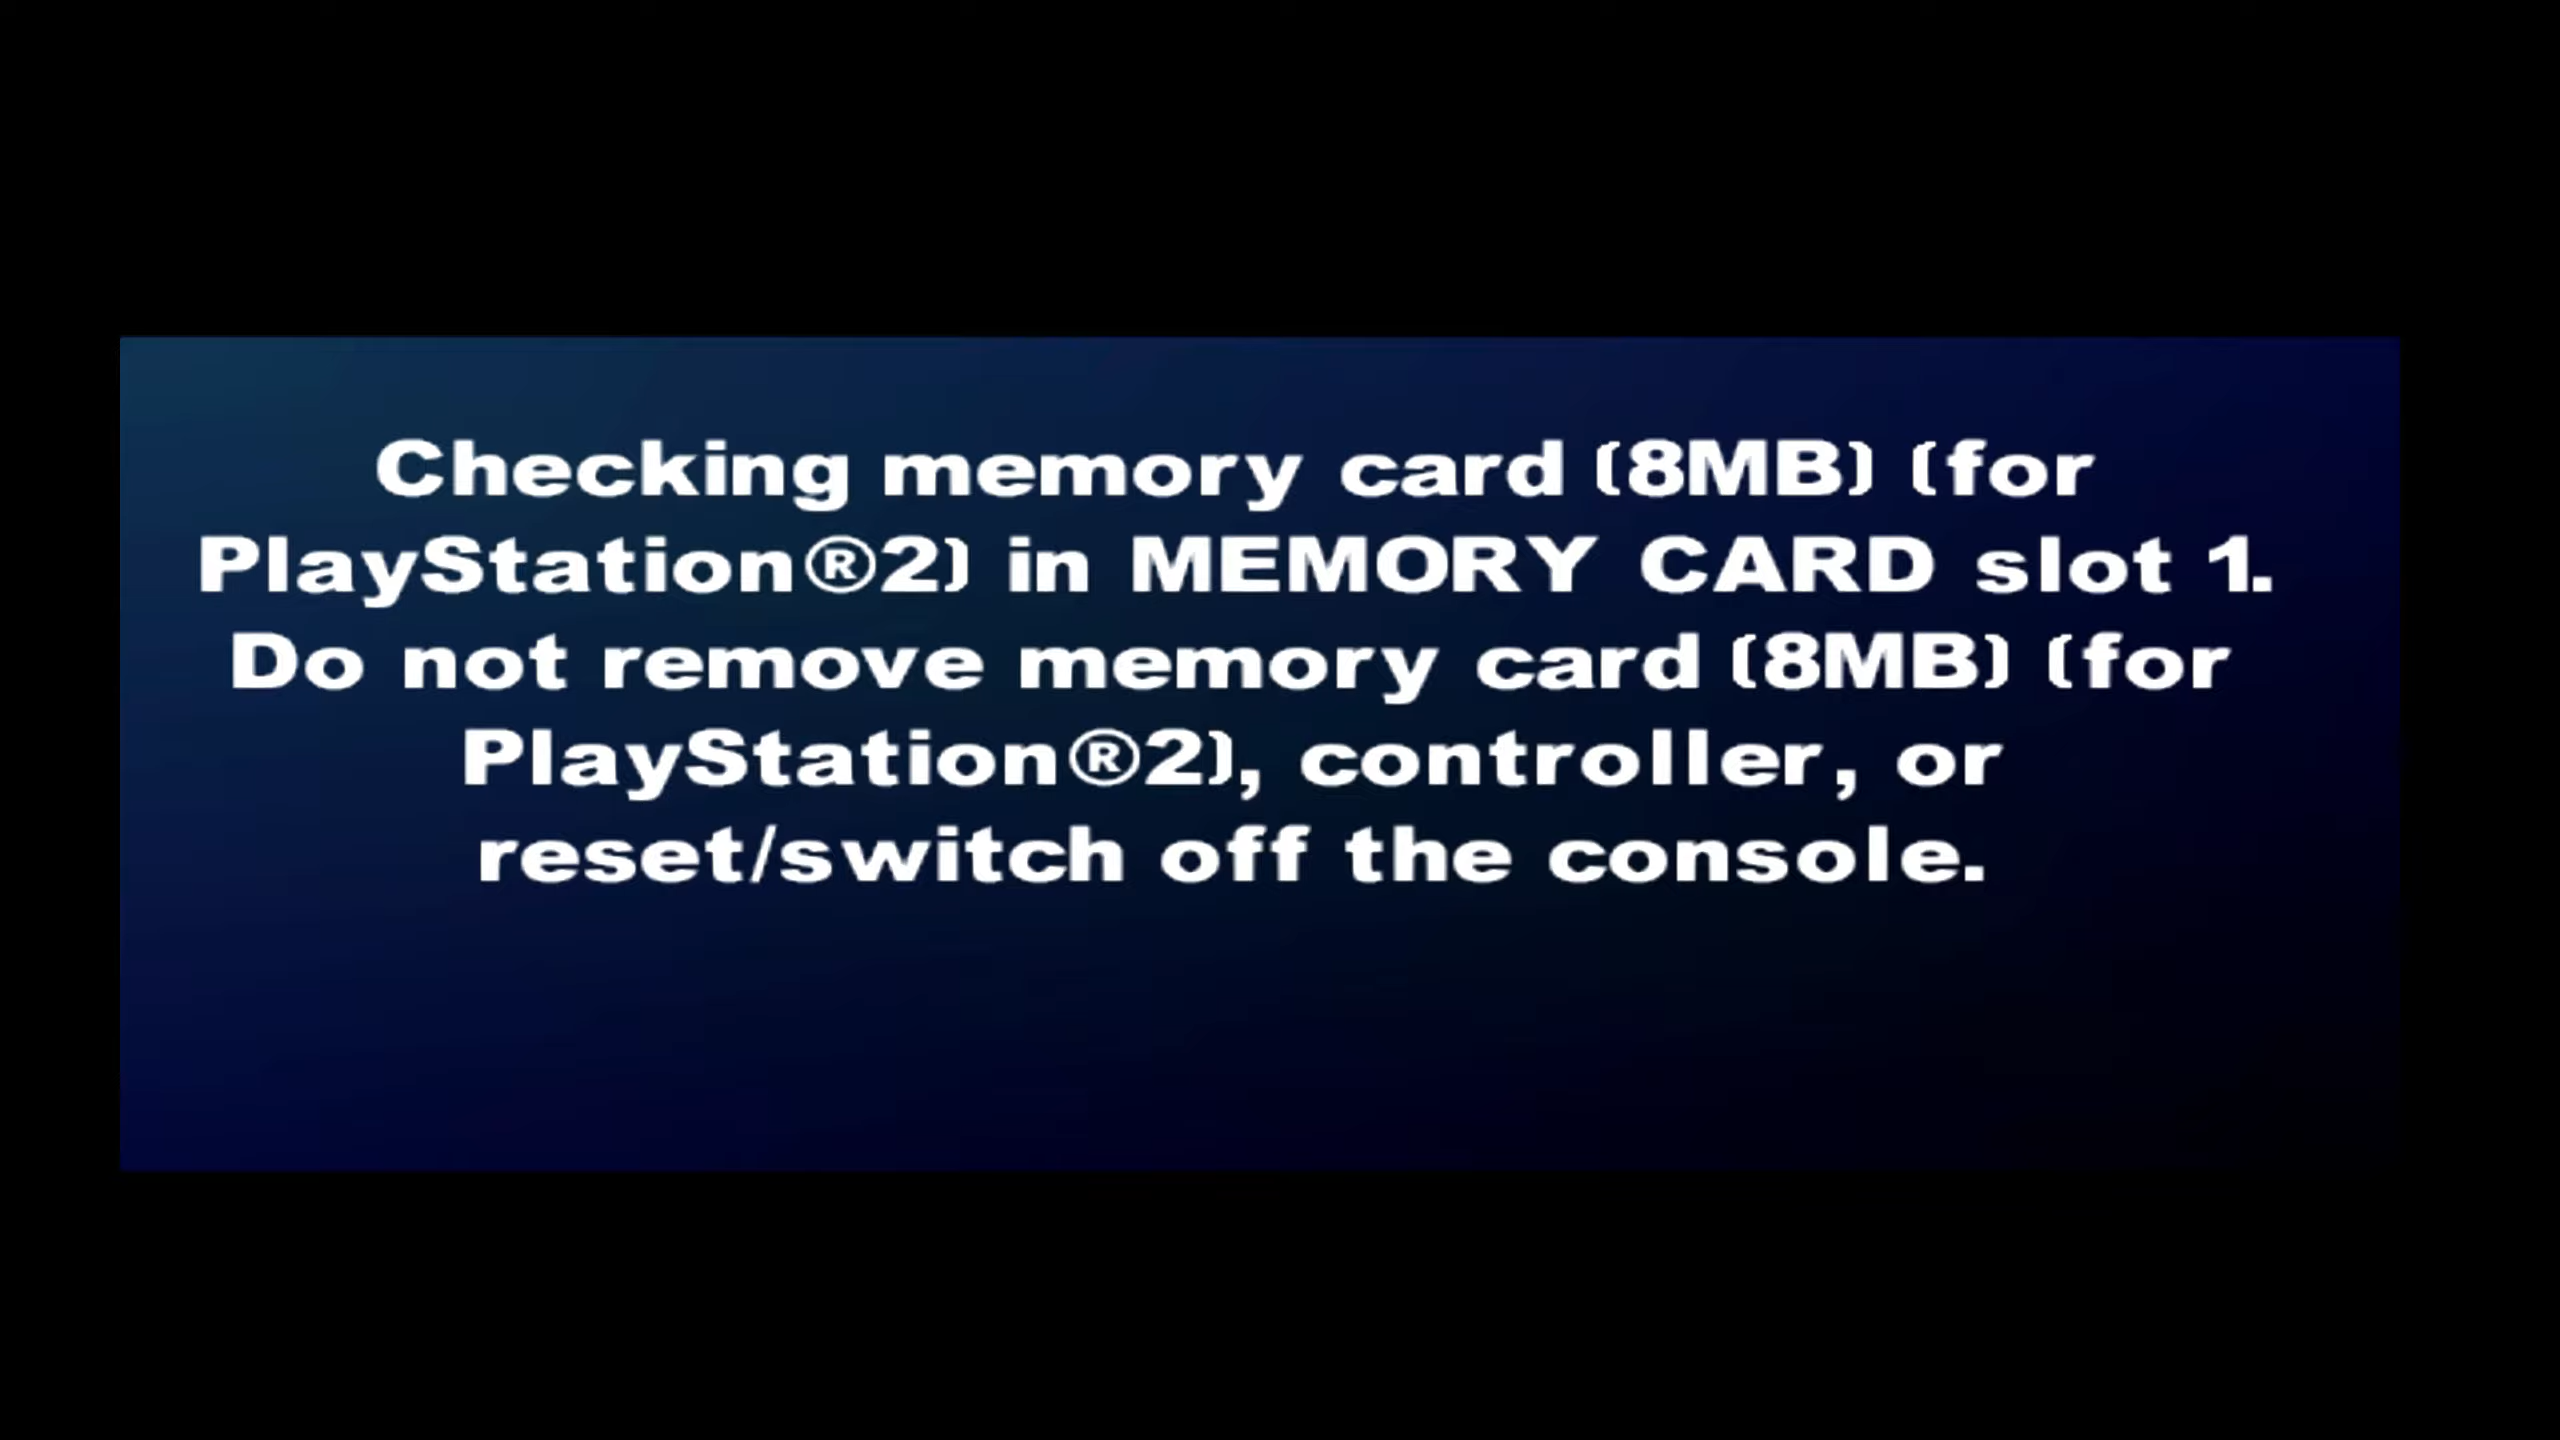 Checking memory card (8MB) (for
PlayStation®2) in MEMORY CARD slot 1.
Do not remove memory card (8MB) (for
PlayStation®2), controller, or
reset/switch off the console.